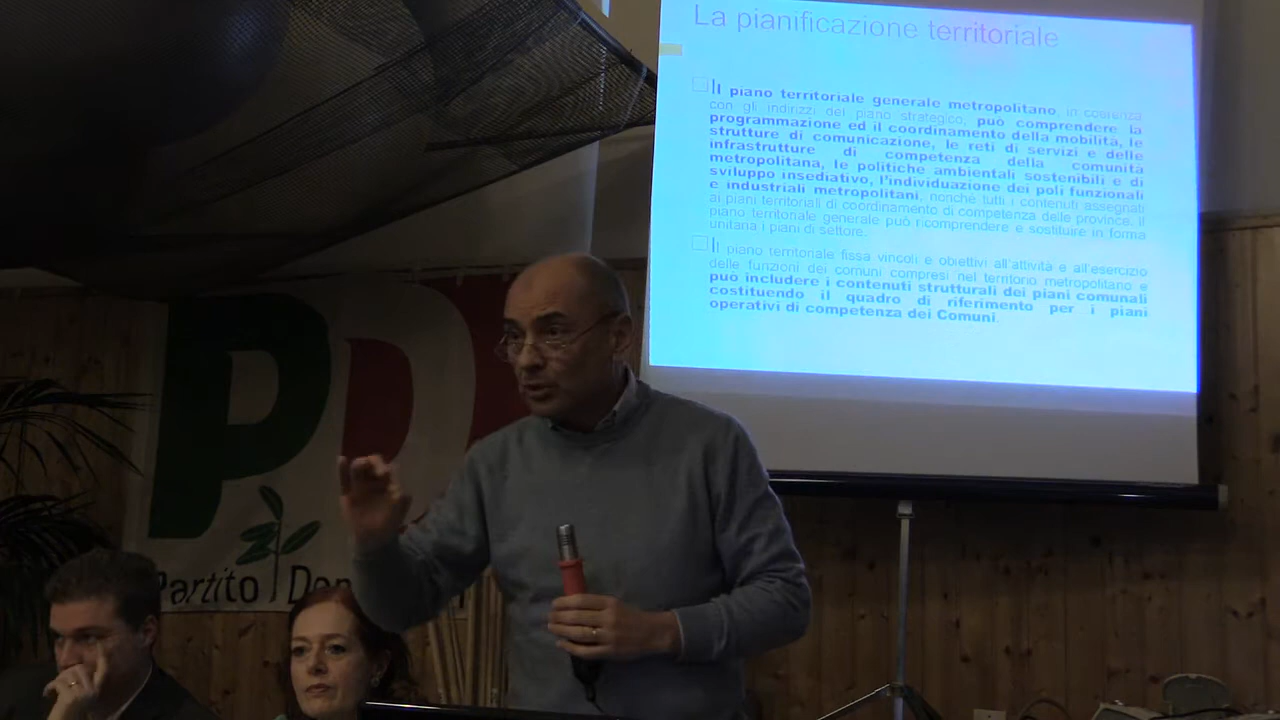 La pianificazione territoriale
Il piano territoriale generale metropolitano, in coerenza
con gli indirizzi del piano strategico, può comprendere la
programmazione ed il coordinamento della mobilità, le
strutture di comunicazione, le reti di servizi e delle
infrastrutture di competenza della comunità
metropolitana, le politiche ambientali sostenibili e di
sviluppo insediativo, l'individuazione dei poli funzionali
e industriali metropolitani, nonché tutti i contenuti assegnati
ai piani territoriali di coordinamento di competenza delle province, il
piano territoriale generale può ricomprendere e sostituire in forma
unitaria i piani di settore.
Il piano territoriale fissa vincoli e obiettivi all'attività e all'esercizio
delle funzioni dei comuni compresi nel territorio metropolitano e
può includere i contenuti strutturali dei piani comunali
costituendo il quadro di riferimento per i piani
operativi di competenza dei Comuni.
PD
Partito Dem